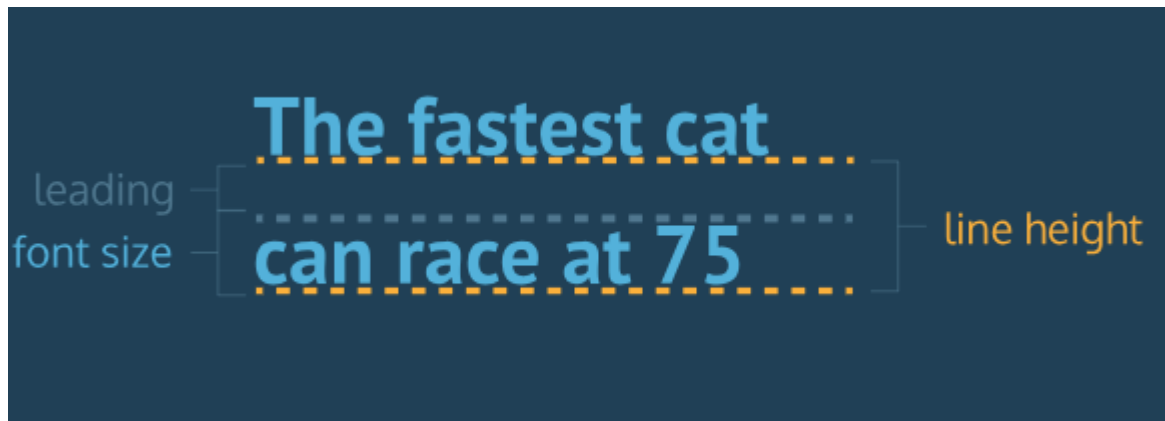 The fastest cat
leading
font size
can race at 75
line height